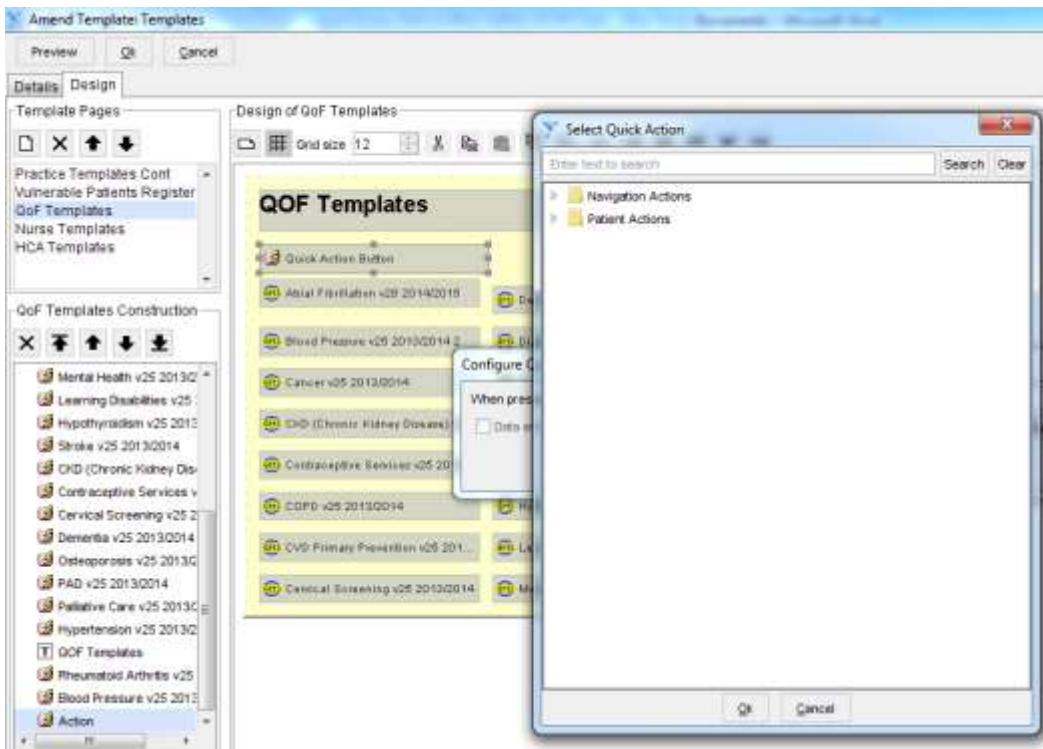 Amend Template: Templates
Preview
Ok
Cancel
Details
Design
Template Pages
Practice Templates Cont
Vulnerable Patients Register
QoF Templates
Nurse Templates
HCA Templates
QoF Templates Construction
Mental Health v25 2013/2
Learning Disabilities v25
Hypothyroidism v25 2013
Stroke v25 2013/2014
CKD (Chronic Kidney Dis
Contraceptive Services v
Cervical Screening v25 2
Dementia v25 2013/2014
Osteoporosis v25 2013/2
PAD v25 2013/2014
Palliative Care v25 2013/
Hypertension v25 2013/2
T QOF Templates
Rheumatoid Arthritis v25
Blood Pressure v25 2013
Action
Design of QoF Templates
Grid size 12
QOF Templates
Quick Action Button
Atrial Fibrillation v28 2014/2015
Blood Pressure v25 2013/2014 2
Cancer v25 2013/2014
CKD (Chronic Kidney Disease)
Contraceptive Services v25 20
COPD v25 2013/2014
CVD Primary Prevention v25 201...
Cervical Screening v25 2013/2014
Configure Q
When pres
Select Quick Action
Enter text to search
Search
Clear
Navigation Actions
Patient Actions
Ok
Cancel